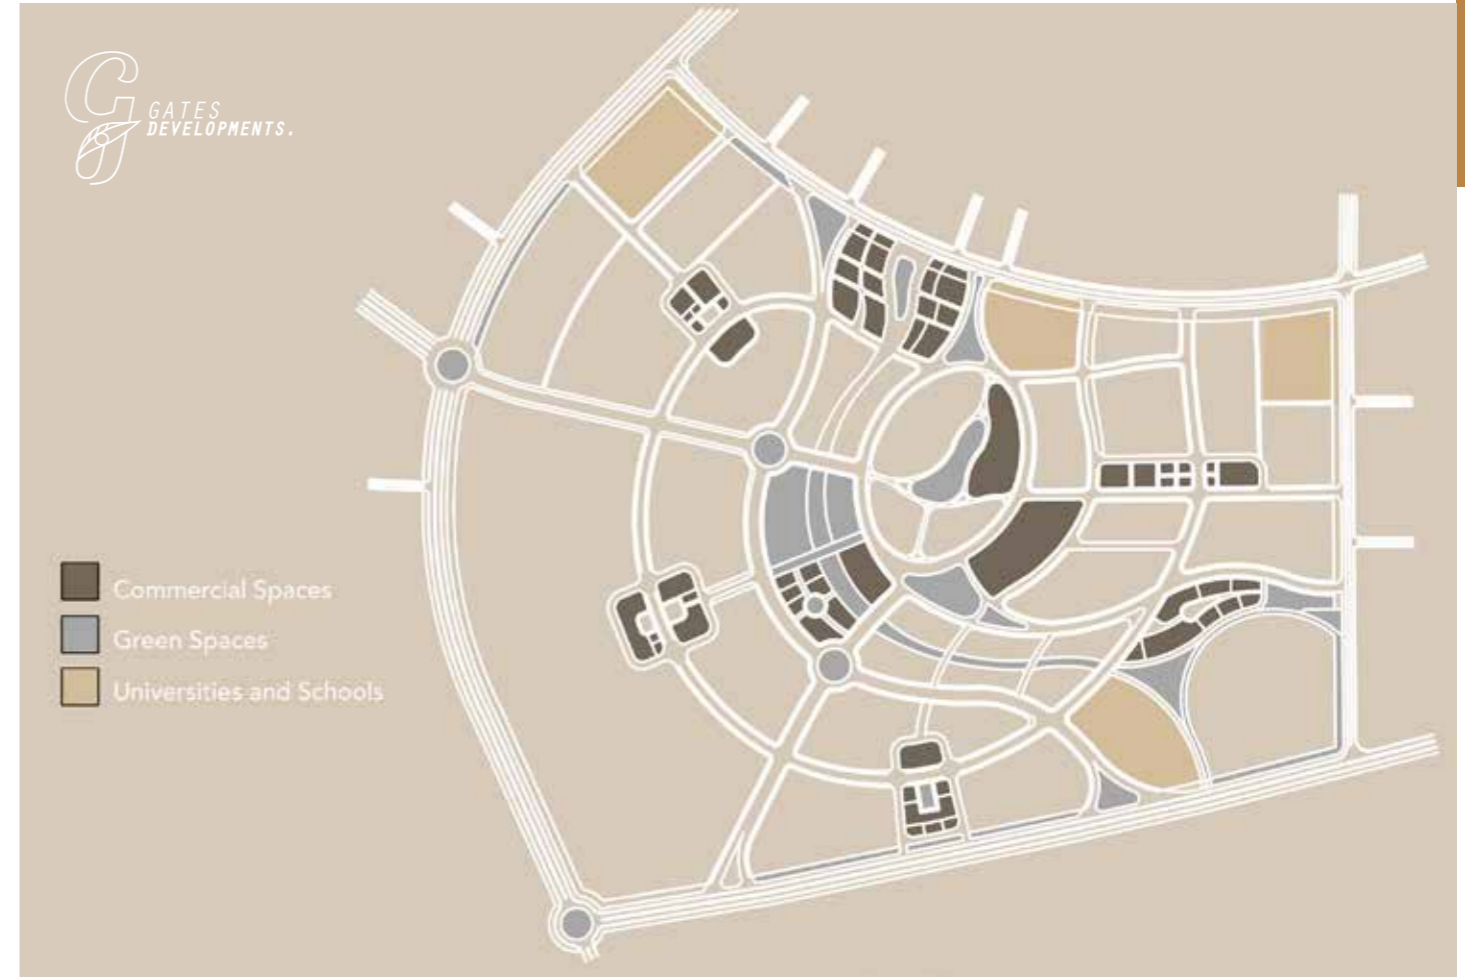 GATES
DEVELOPMENTS.
Commercial Spaces
Green Spaces
Universities and Schools